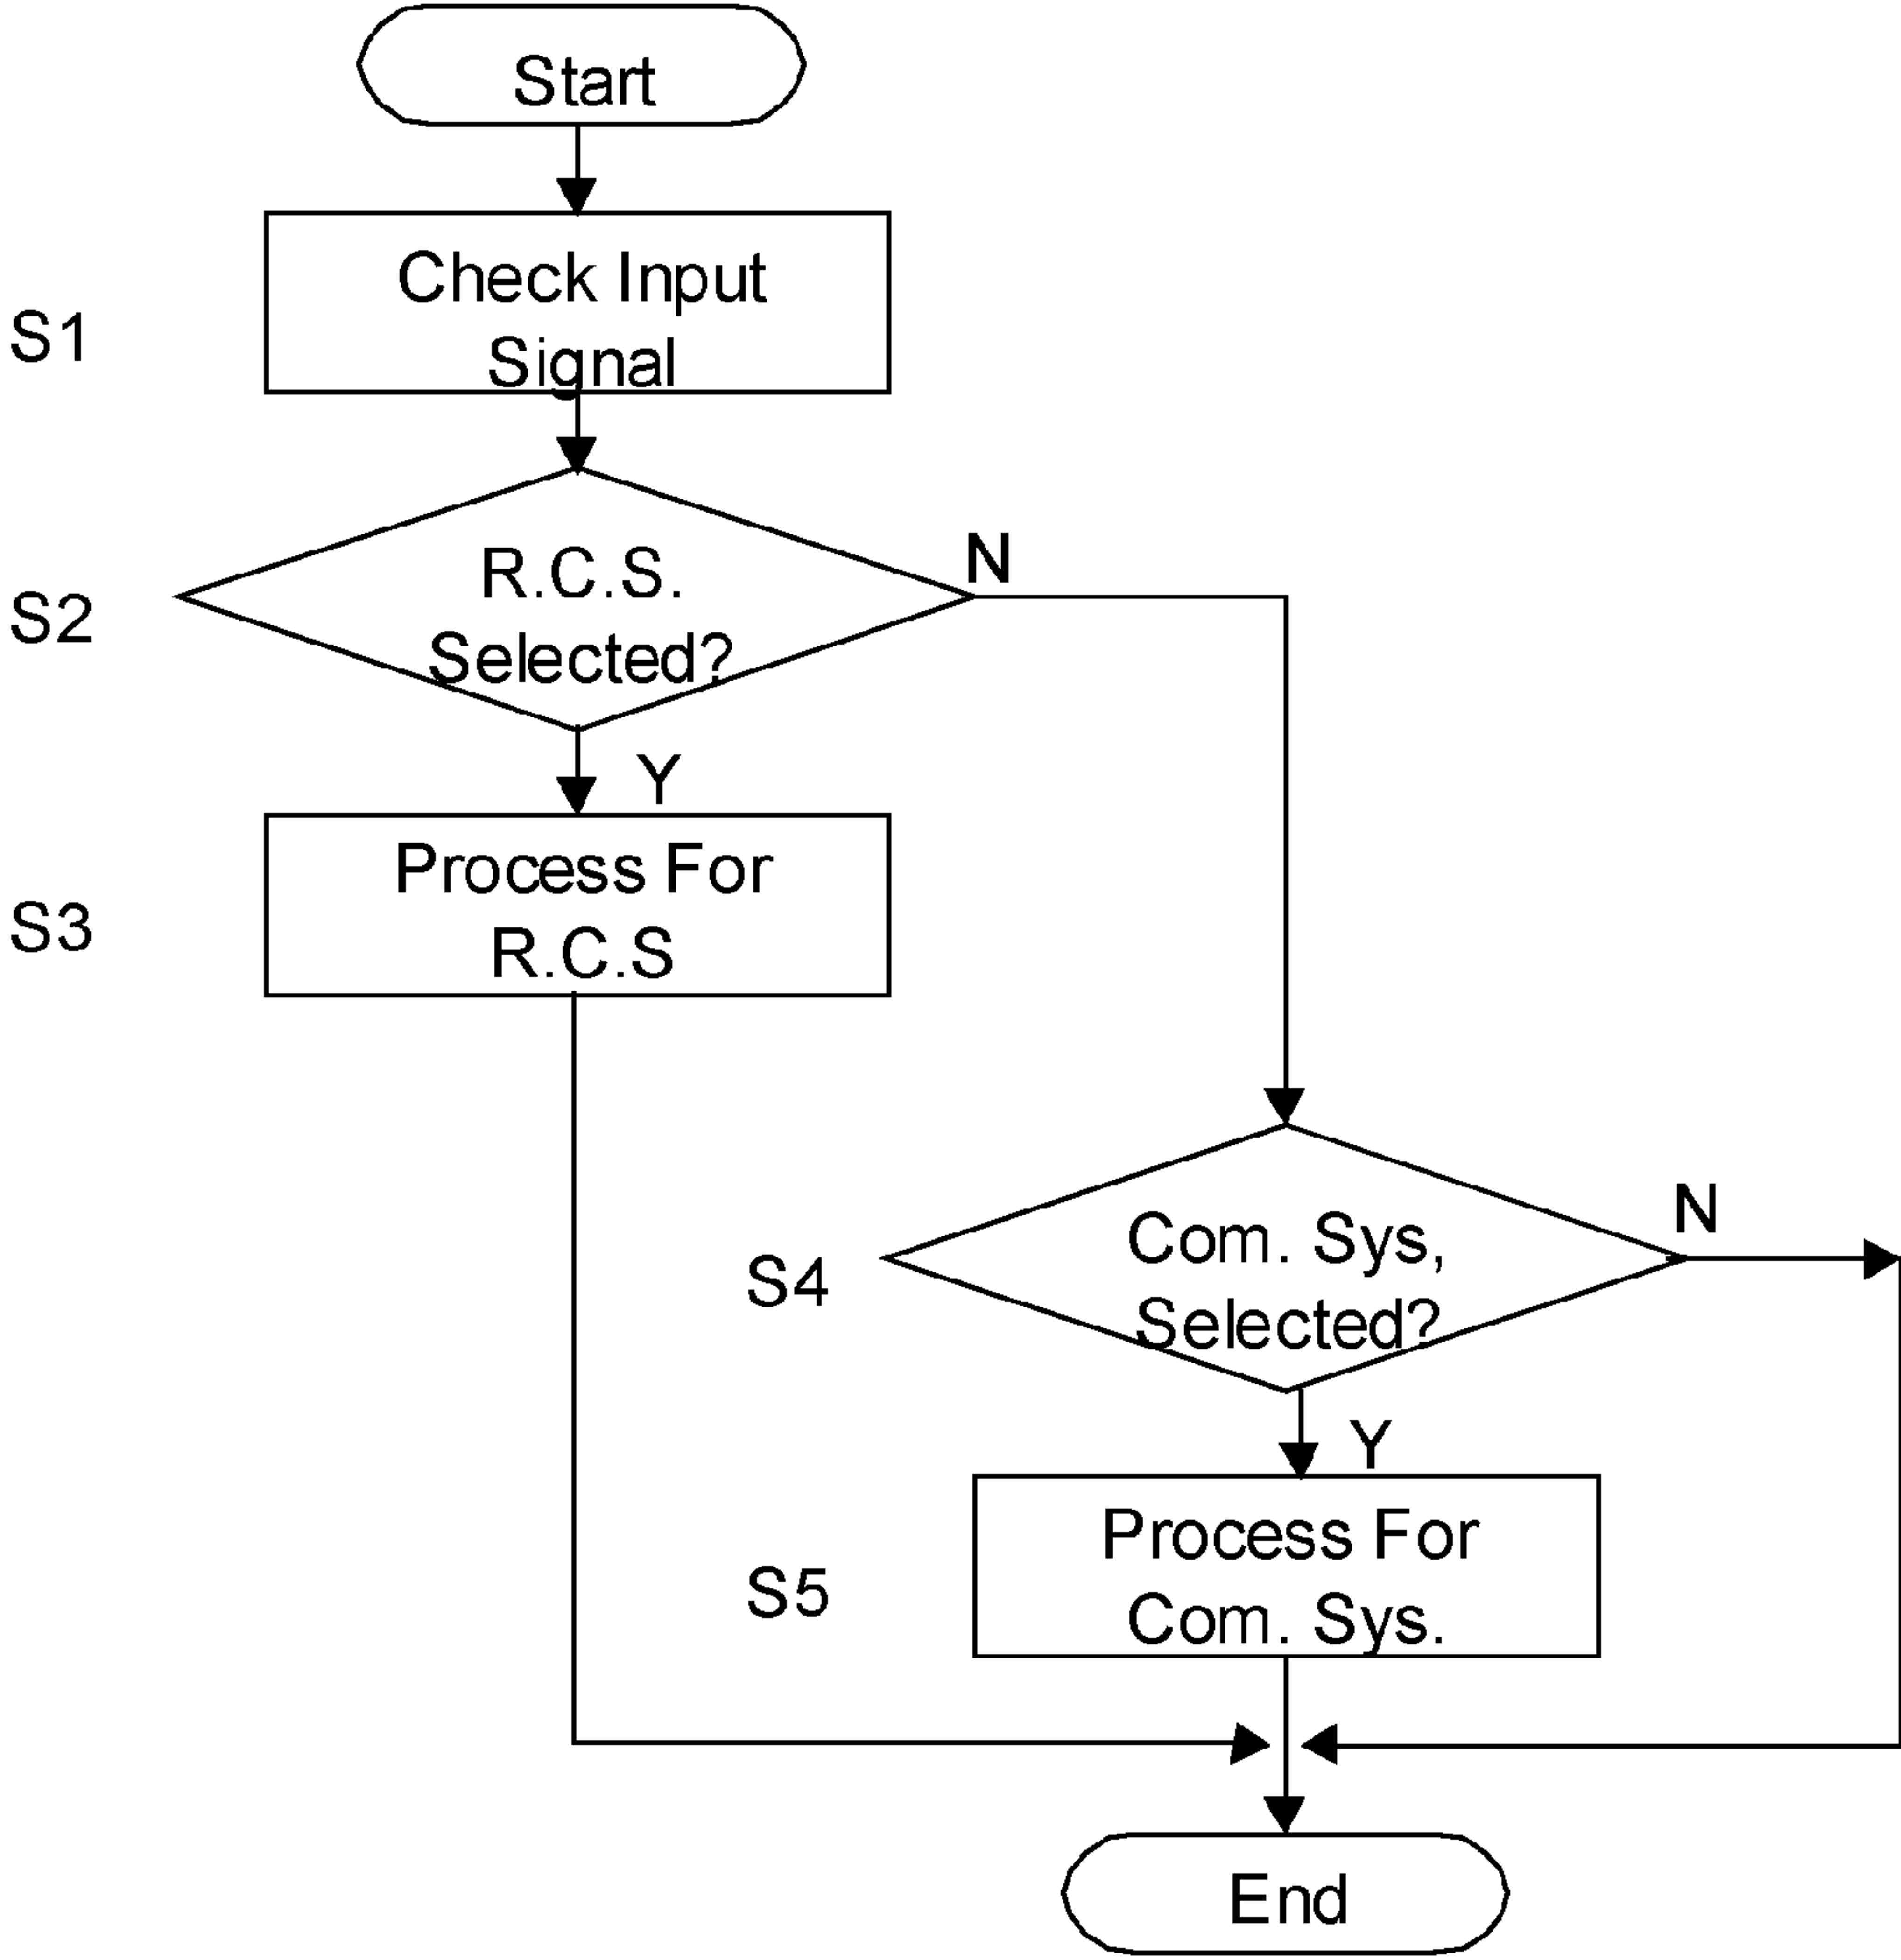 Start
S1
Check Input
Signal
S2
R.C.S.
Selected?
N
Y
S3
Process For
R.C.S
S4
Com. Sys,
Selected?
N
Y
S5
Process For
Com. Sys.
End